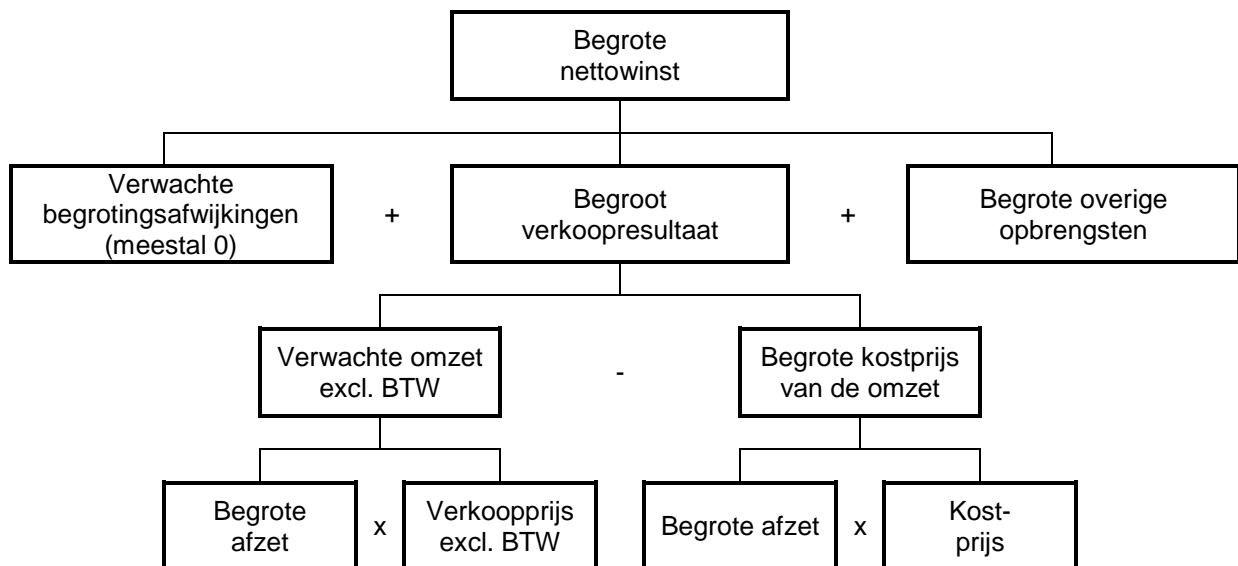 Begrote
nettowinst
Verwachte
begrotingsafwijkingen
(meestal 0)
+
Begroot
verkoopresultaat
+
Begrote overige
opbrengsten
Verwachte omzet
excl. BTW
-
Begrote kostprijs
van de omzet
Begrote
afzet
x
Verkoopprijs
excl. BTW
Begrote afzet
x
Kost-
prijs